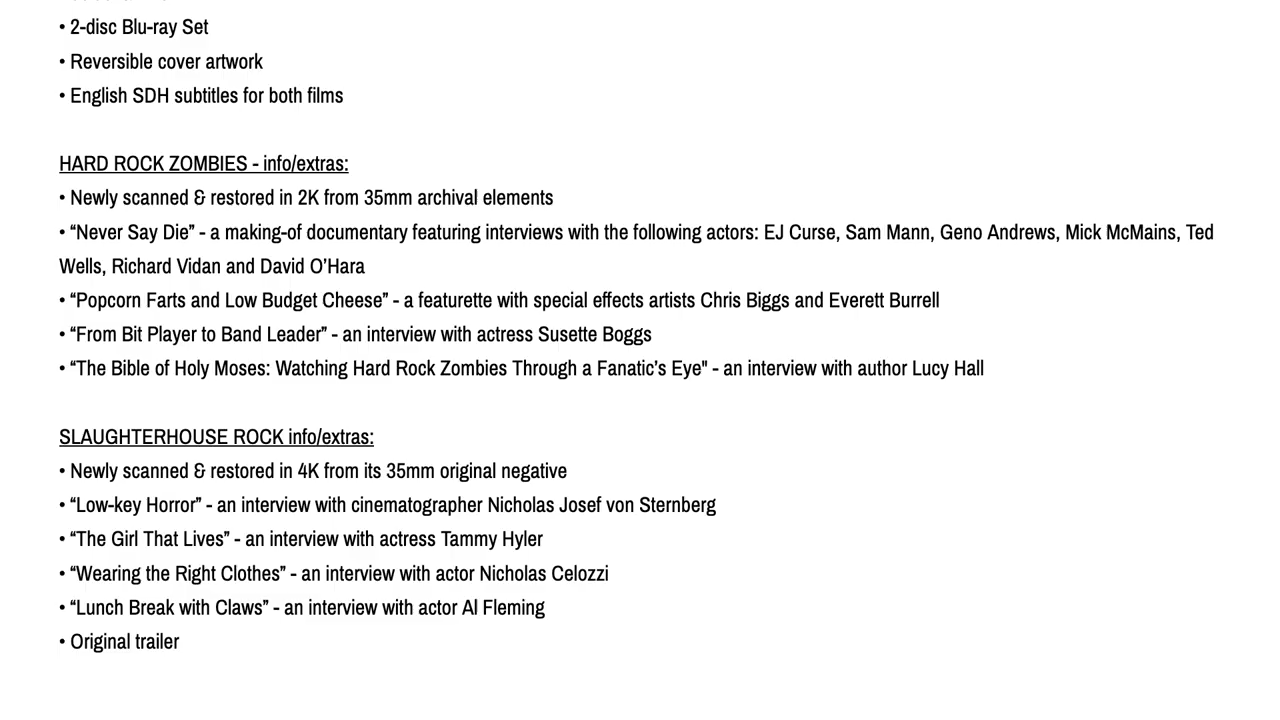 • 2-disc Blu-ray Set
• Reversible cover artwork
• English SDH subtitles for both films
HARD ROCK ZOMBIES - info/extras:
• Newly scanned & restored in 2K from 35mm archival elements
• “Never Say Die” - a making-of documentary featuring interviews with the following actors: EJ Curse, Sam Mann, Geno Andrews, Mick McMains, Ted
Wells, Richard Vidan and David O’Hara
• “Popcorn Farts and Low Budget Cheese” - a featurette with special effects artists Chris Biggs and Everett Burrell
• “From Bit Player to Band Leader” - an interview with actress Susette Boggs
• “The Bible of Holy Moses: Watching Hard Rock Zombies Through a Fanatic’s Eye" - an interview with author Lucy Hall
SLAUGHTERHOUSE ROCK info/extras:
• Newly scanned & restored in 4K from its 35mm original negative
• “Low-key Horror” - an interview with cinematographer Nicholas Josef von Sternberg
• “The Girl That Lives” - an interview with actress Tammy Hyler
• “Wearing the Right Clothes” - an interview with actor Nicholas Celozzi
• “Lunch Break with Claws” - an interview with actor Al Fleming
• Original trailer